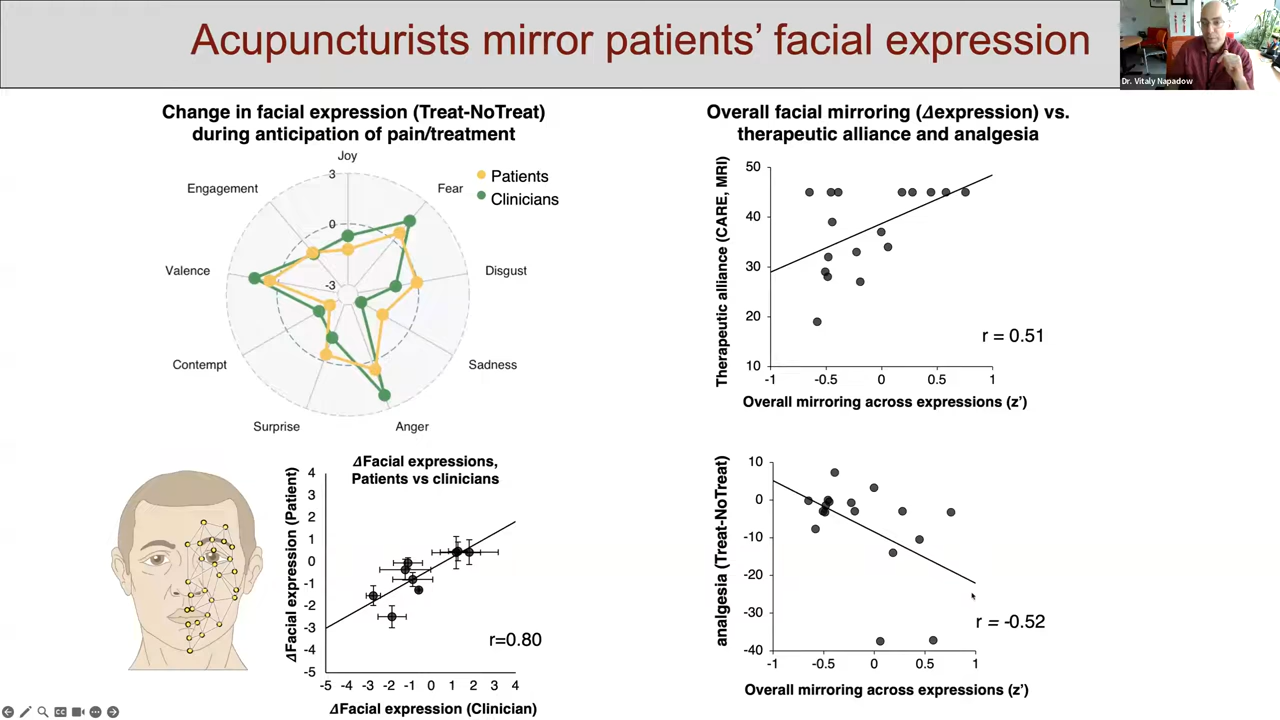 Acupuncturists mirror patients' facial expression
Dr. Vitaly Napadow
Change in facial expression (Treat-NoTreat)
during anticipation of pain/treatment
Joy
Fear
Disgust
Sadness
Anger
Surprise
Contempt
Valence
Engagement
3
0
-3
Patients
Clinicians
ΔFacial expressions,
Patients vs clinicians
ΔFacial expression (Patient)
4
3
2
1
0
-1
-2
-3
-4
-5
r=0.80
-5 -4 -3 -2 -1 0 1 2 3 4
ΔFacial expression (Clinician)
Overall facial mirroring (Δexpression) vs.
therapeutic alliance and analgesia
Therapeutic alliance (CARE, MRI)
50
40
30
20
10
r = 0.51
-1 -0.5 0 0.5 1
Overall mirroring across expressions (z')
analgesia (Treat-NoTreat)
10
0
-10
-20
-30
-40
r = -0.52
-1 -0.5 0 0.5 1
Overall mirroring across expressions (z')
CC